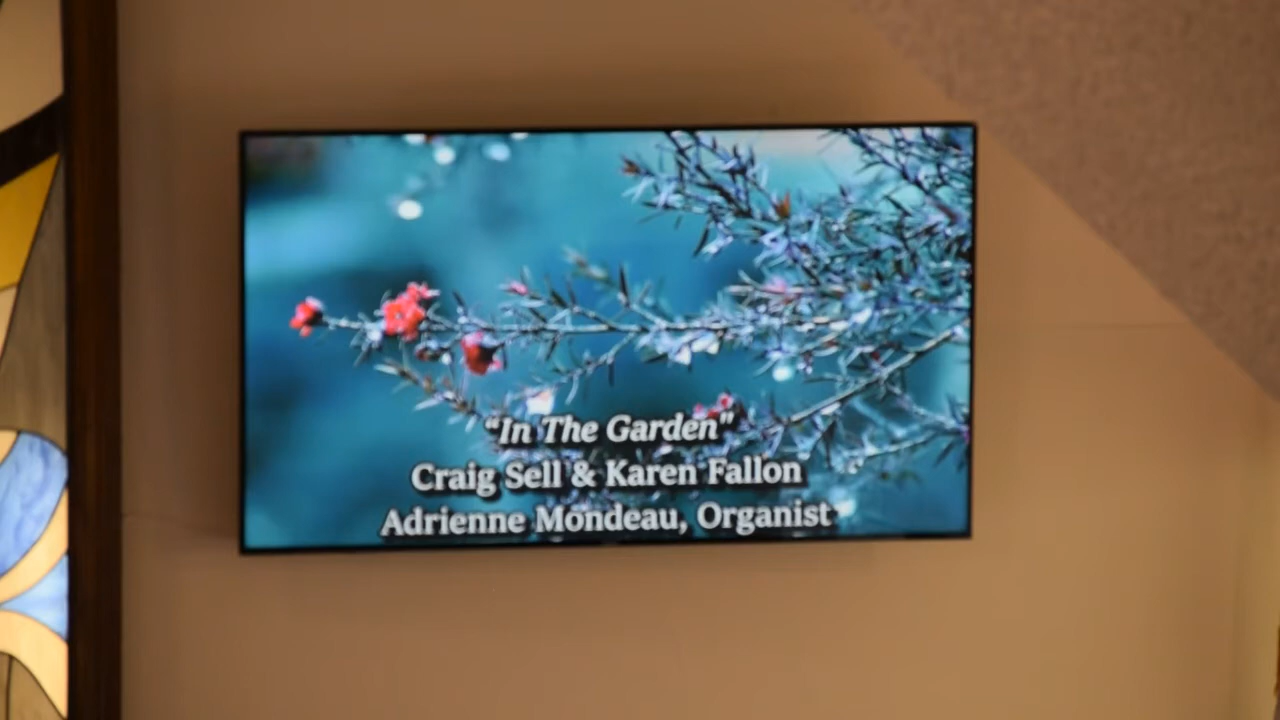 “In The Garden"
Craig Sell & Karen Fallon
Adrienne Mondeau, Organist